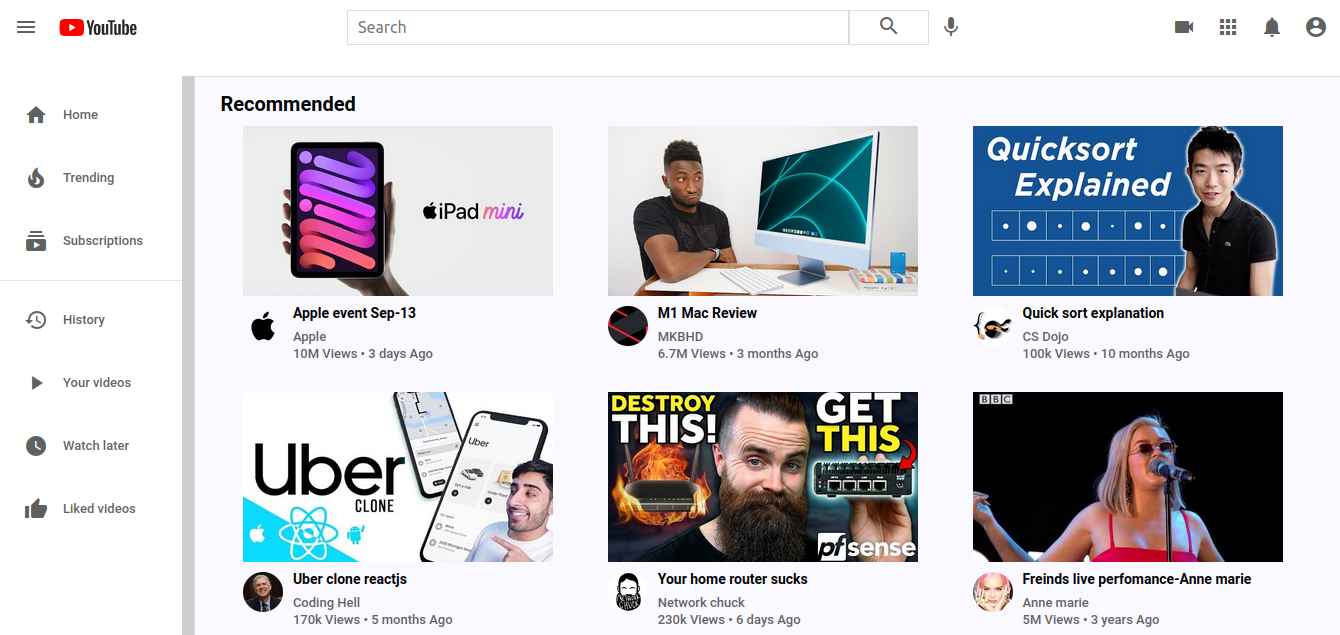 YouTube
Search
Home
Trending
Subscriptions
History
Your videos
Watch later
Liked videos
Recommended
iPad mini
Quicksort
Explained
Apple event Sep-13
Apple
10M Views • 3 days Ago
M1 Mac Review
MKBHD
6.7M Views • 3 months Ago
Quick sort explanation
CS Dojo
100k Views • 10 months Ago
Uber
CLONE
Uber
DESTROY
THIS!
GET
THIS
pfsense
BBC
Uber clone reactjs
Coding Hell
170k Views • 5 months Ago
Your home router sucks
Network chuck
230k Views • 6 days Ago
Freinds live perfomance-Anne marie
Anne marie
5M Views • 3 years Ago